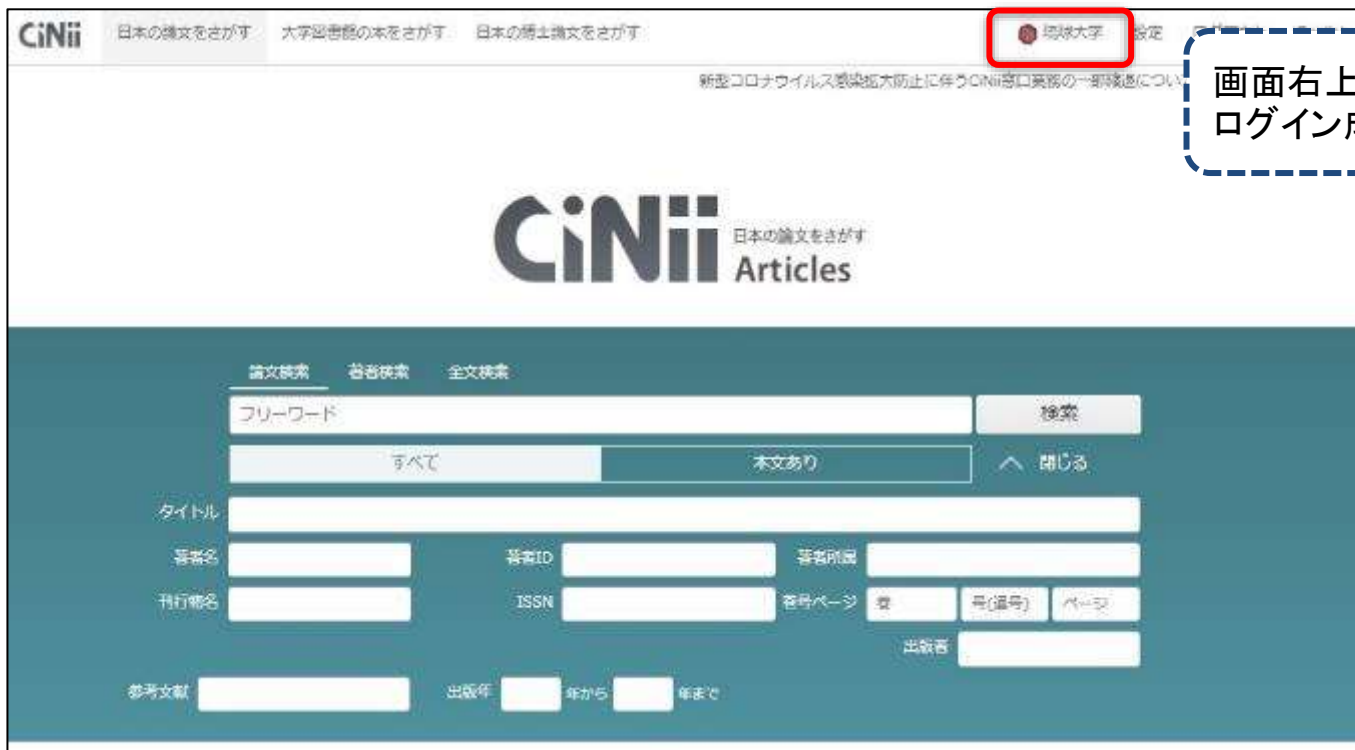 CiNii 日本の論文をさがす 大学図書館の本をさがす 日本の博士論文をさがす 琉球大学 設定
新型コロナウイルス感染拡大防止に伴うCiNii窓口業務の一部
画面右上
ログイン
CiNii 日本の論文をさがす
Articles
論文検索 著者検索 全文検索
フリーワード 検索
すべて 本文あり 閉じる
タイトル
著者名 著者ID 著者所属
刊行物名 ISSN 巻号ページ 巻 号(通号) ページ
出版者
参考文献 出版年 年から 年まで